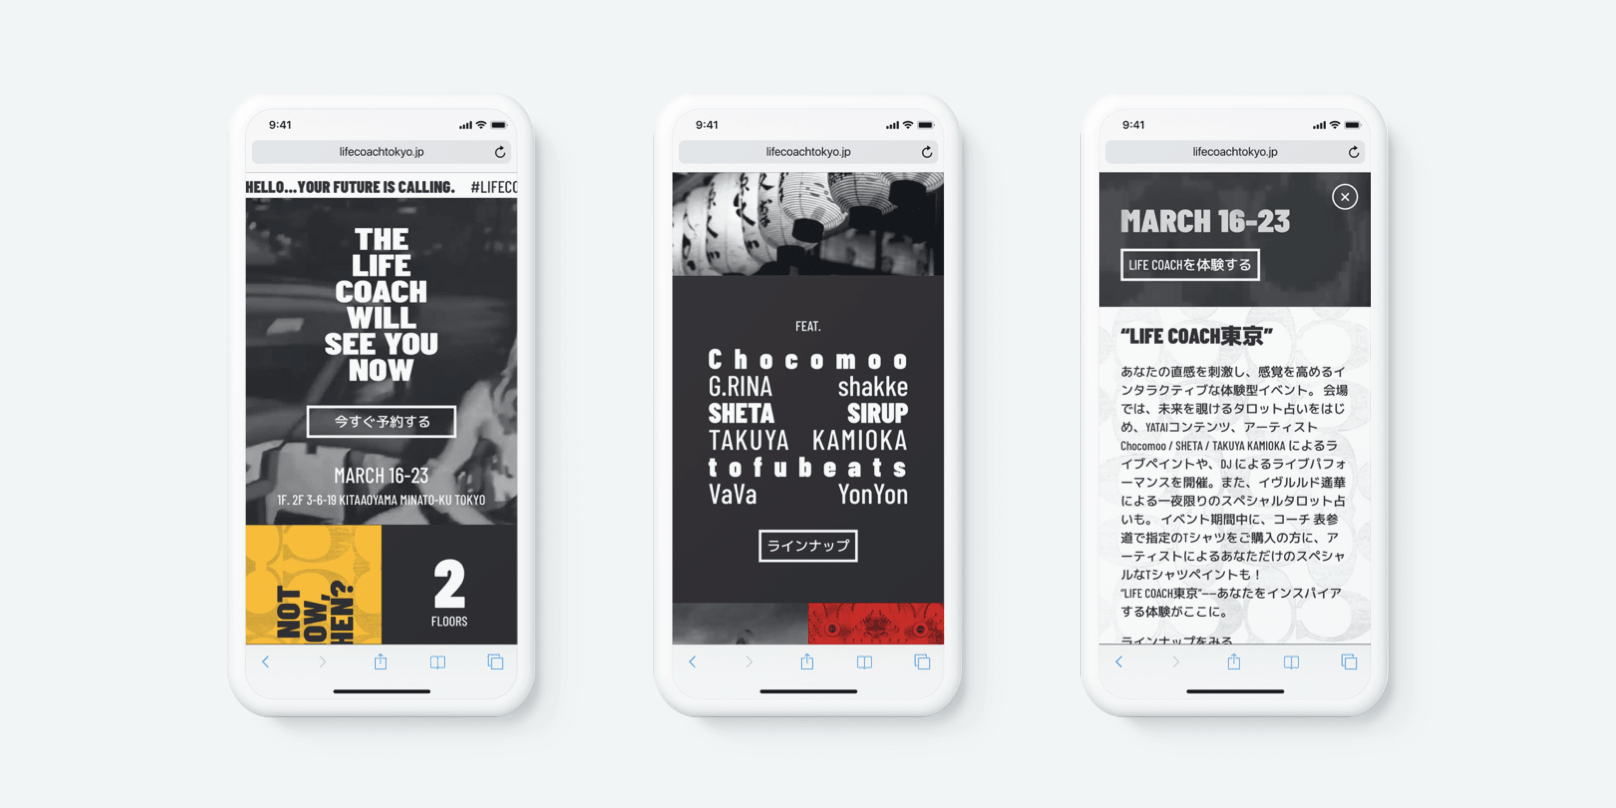 9:41
lifecoachtokyo.jp
HELLO...YOUR FUTURE IS CALLING. #LIFECO
THE
LIFE
COACH
WILL
SEE YOU
NOW
今すぐ予約する
MARCH 16-23
1F. 2F 3-6-19 KITAAOYAMA MINATO-KU TOKYO
NOT
OW,
HEN?
2
FLOORS
9:41
lifecoachtokyo.jp
FEAT.
Chocomoo
G.RINA shakke
SHETA SIRUP
TAKUYA KAMIOKA
tofubeats
VaVa YonYon
ラインナップ
9:41
lifecoachtokyo.jp
MARCH 16-23
LIFE COACHを体験する
“LIFE COACH東京”
あなたの直感を刺激し、感覚を高めるイ
ンタラクティブな体験型イベント。 会場
では、未来を覗けるタロット占いをはじ
め、YATAIコンテンツ、アーティスト
Chocomoo / SHETA / TAKUYA KAMIOKA によるラ
イブペイントや、DJ によるライブパフォ
ーマンスを開催。また、イヴルルド遙華
による一夜限りのスペシャルタロット占
いも。 イベント期間中に、コーチ 表参
道で指定のTシャツをご購入の方に、ア
ーティストによるあなただけのスペシャ
ルなTシャツペイントも！
“LIFE COACH東京”—あなたをインスパイア
する体験がここに。
ラインナップをみる